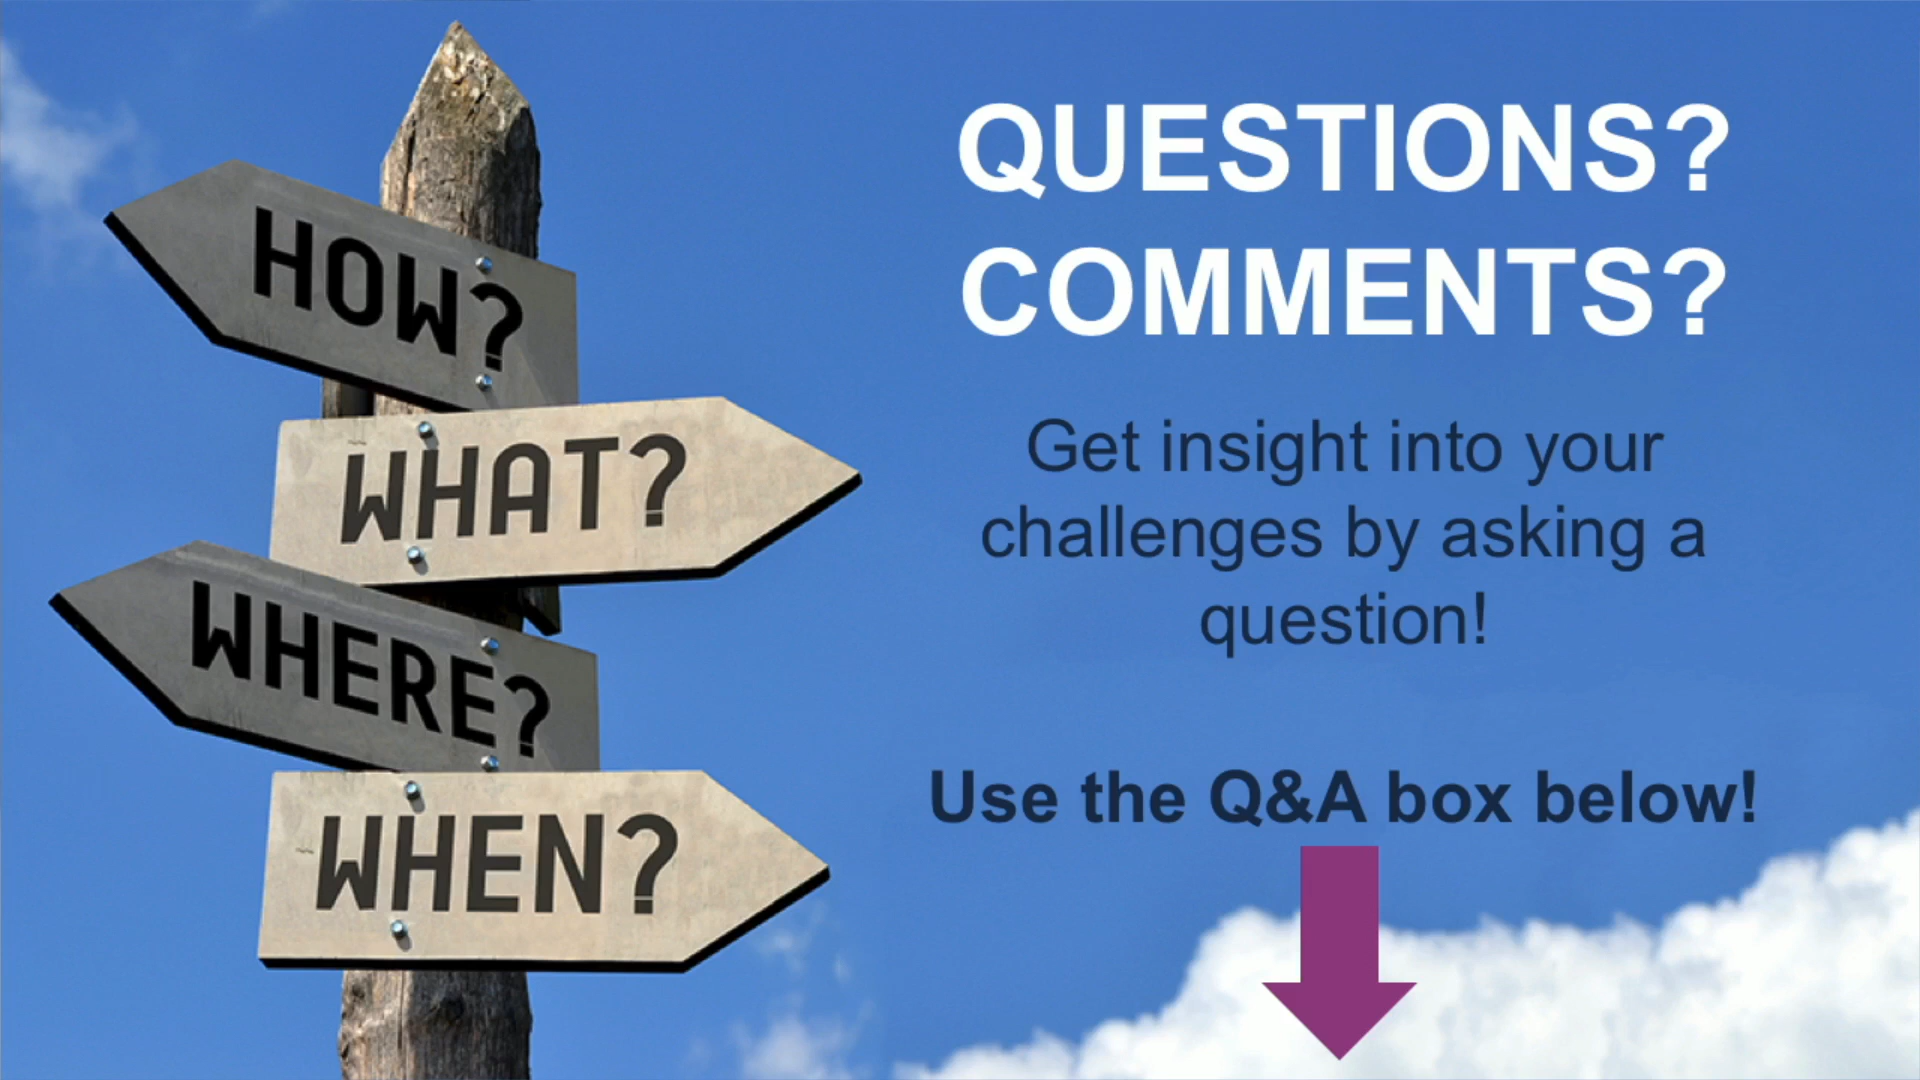 HOW?
WHAT?
WHERE?
WHEN?
QUESTIONS?
COMMENTS?
Get insight into your
challenges by asking a
question!
Use the Q&A box below!